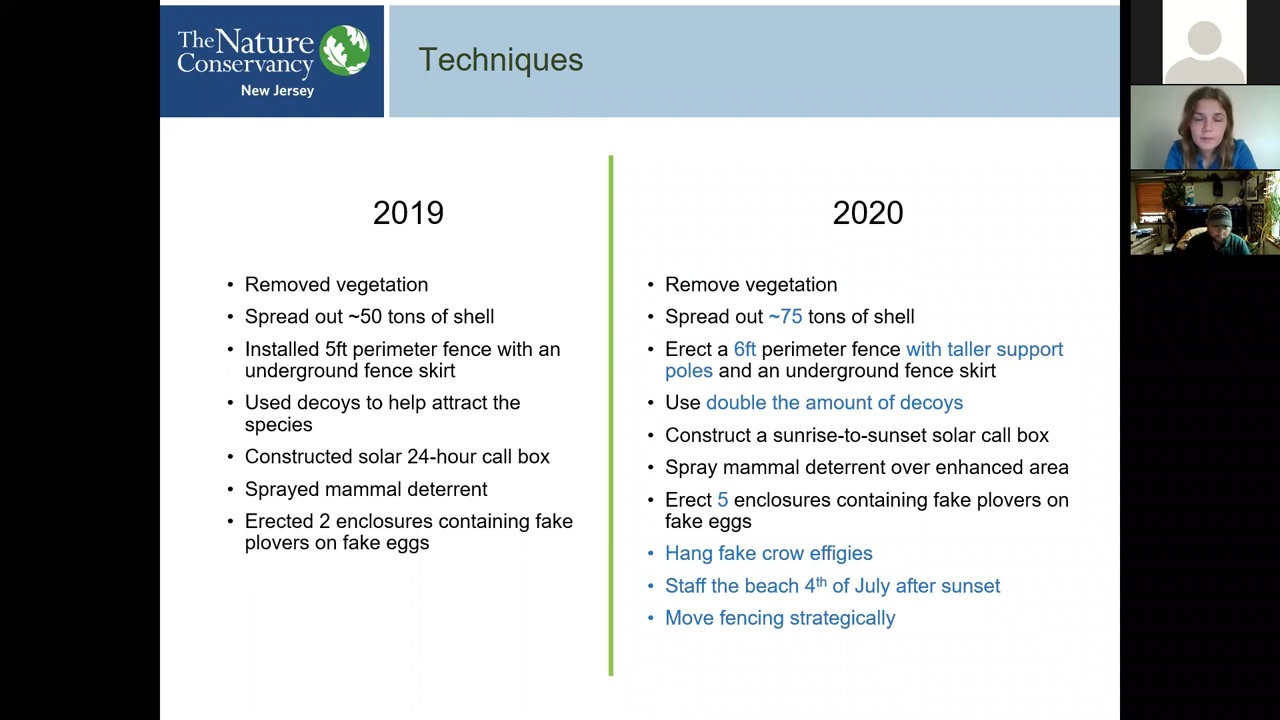 The Nature
Conservancy
New Jersey
Techniques
2019
• Removed vegetation
• Spread out ~50 tons of shell
• Installed 5ft perimeter fence with an
underground fence skirt
• Used decoys to help attract the
species
• Constructed solar 24-hour call box
• Sprayed mammal deterrent
• Erected 2 enclosures containing fake
plovers on fake eggs
2020
• Remove vegetation
• Spread out ~75 tons of shell
• Erect a 6ft perimeter fence with taller support
poles and an underground fence skirt
• Use double the amount of decoys
• Construct a sunrise-to-sunset solar call box
• Spray mammal deterrent over enhanced area
• Erect 5 enclosures containing fake plovers on
fake eggs
• Hang fake crow effigies
• Staff the beach 4th of July after sunset
• Move fencing strategically